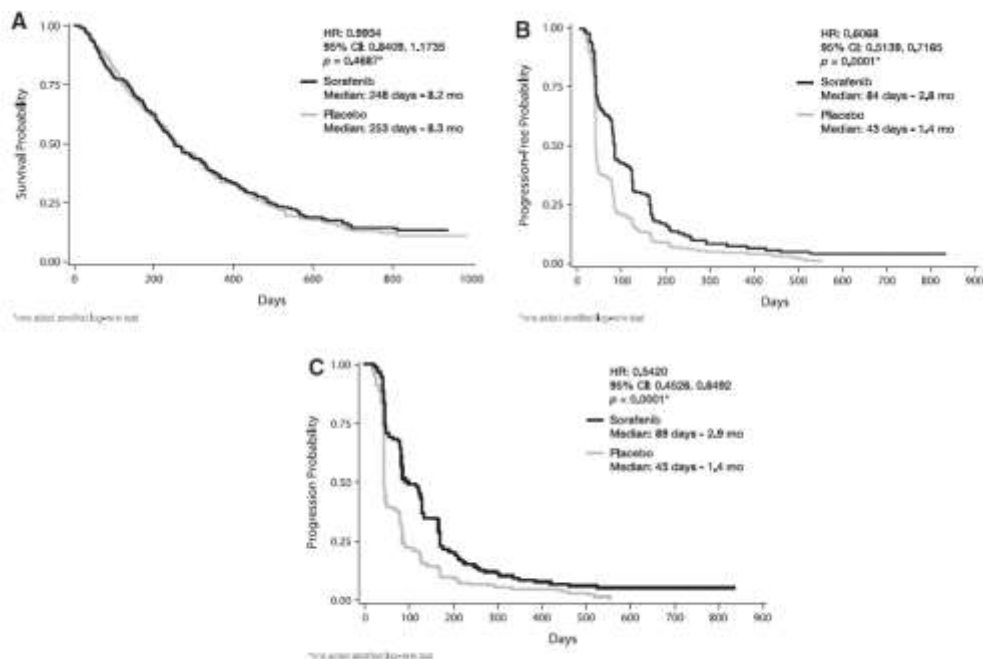 A
HR: 0.9934
95% CI: 0.8409, 1.1735
p = 0.4687*
Sorafenib
Median: 248 days - 8.2 mo
Placebo
Median: 253 days - 8.3 mo
Survival Probability
1.00
0.75
0.50
0.25
0.00
0
200
400
600
800
1000
Days
B
HR: 0.6068
95% CI: 0.5139, 0.7165
p = 0.0001*
Sorafenib
Median: 84 days - 2.8 mo
Placebo
Median: 43 days - 1.4 mo
Progression-Free Probability
1.00
0.75
0.50
0.25
0.00
0
100
200
300
400
500
600
700
800
900
Days
C
HR: 0.5420
95% CI: 0.4526, 0.6492
p = 0.0001*
Sorafenib
Median: 89 days - 2.9 mo
Placebo
Median: 43 days - 1.4 mo
Progression Probability
1.00
0.75
0.50
0.25
0.00
0
100
200
300
400
500
600
700
800
900
Days